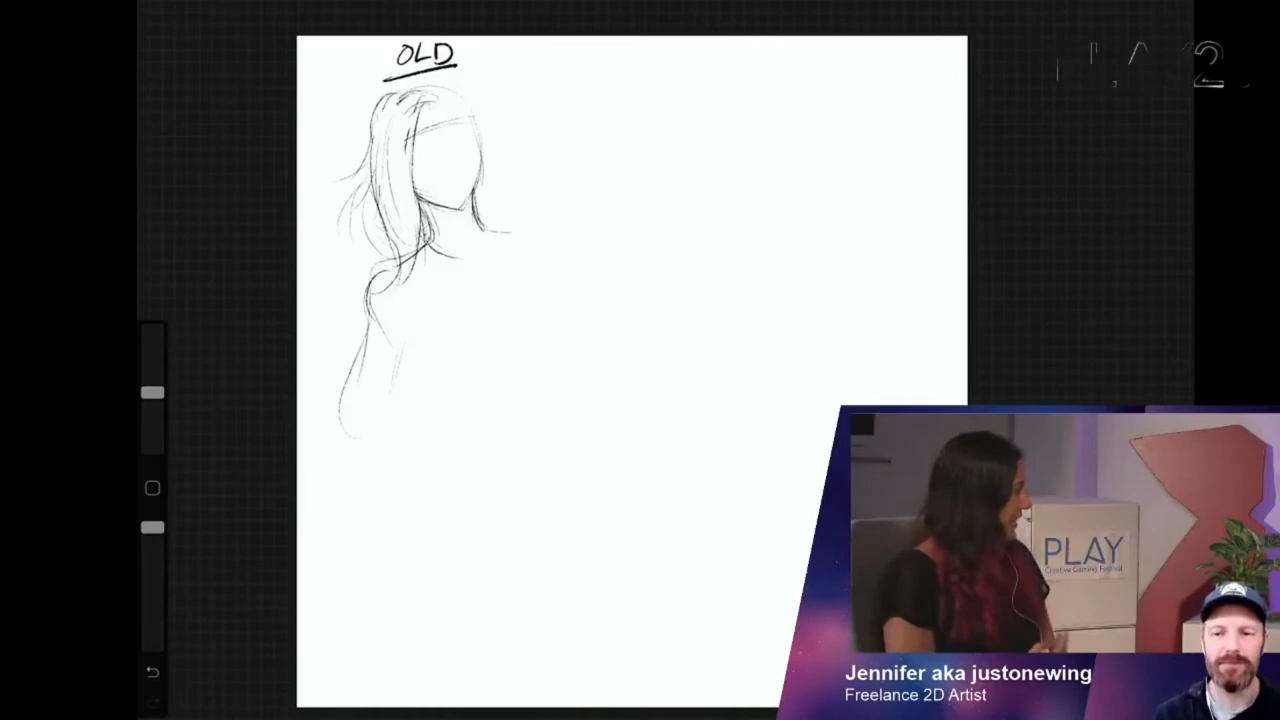 OLD
PLAY
Creative Gaming Festival
Jennifer aka justonewing
Freelance 2D Artist